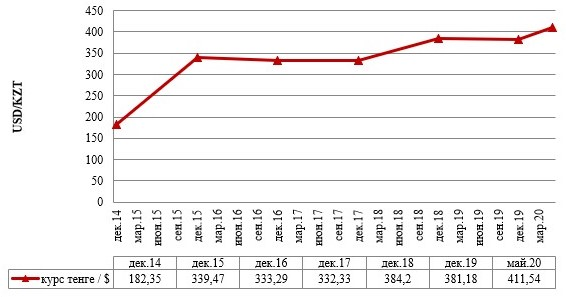 450
400
350
300
250
200
150
100
50
0
USD/KZT
дек.14 мар.15 июн.15 сен.15 дек.15 мар.16 июн.16 сен.16 дек.16 мар.17 июн.17 сен.17 дек.17 мар.18 июн.18 сен.18 дек.18 мар.19 июн.19 сен.19 дек.19 мар.20
дек.14 дек.15 дек.16 дек.17 дек.18 дек.19 май.20
курс тенге / $ 182,35 339,47 333,29 332,33 384,2 381,18 411,54